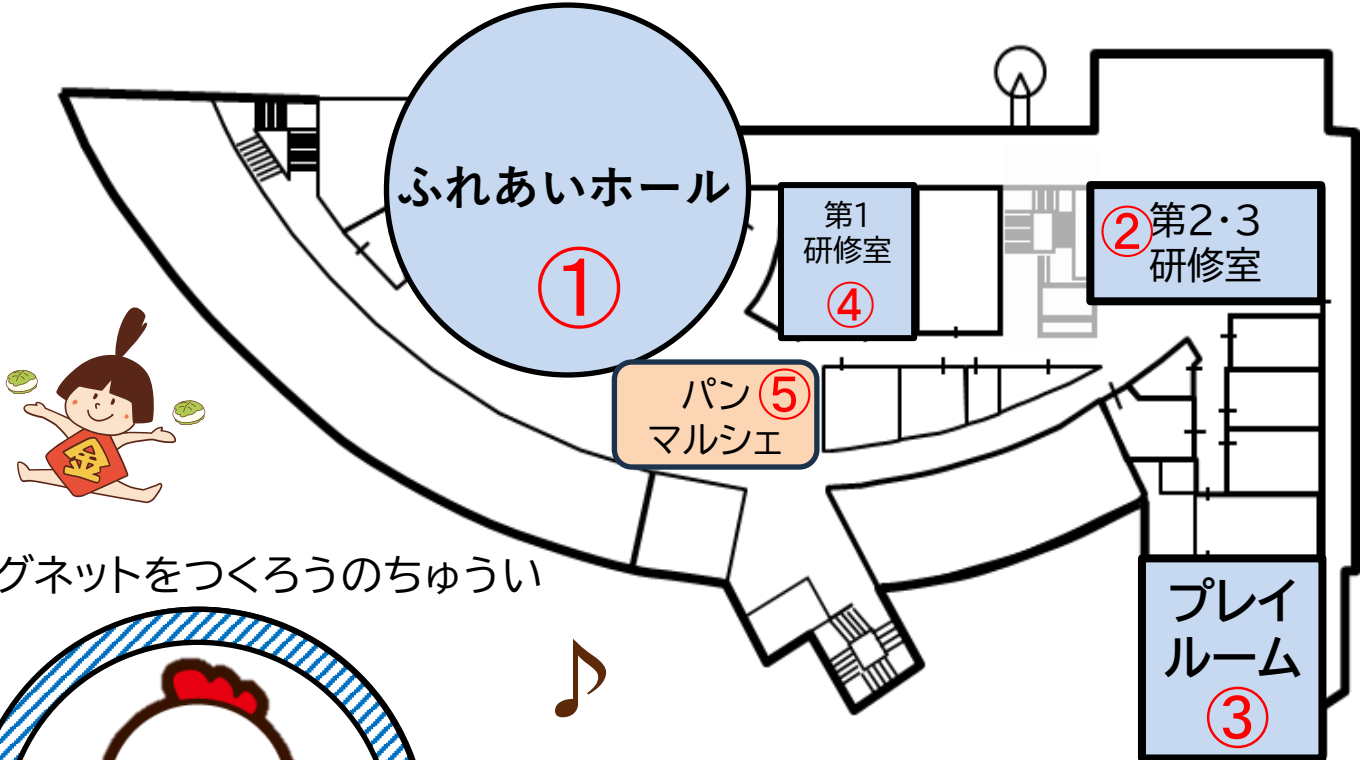 ふれあいホール
①
第1
研修室
④
②第2・3
研修室
パン⑤
マルシェ
金
グネットをつくろうのちゅうい
プレイ
ルーム
③